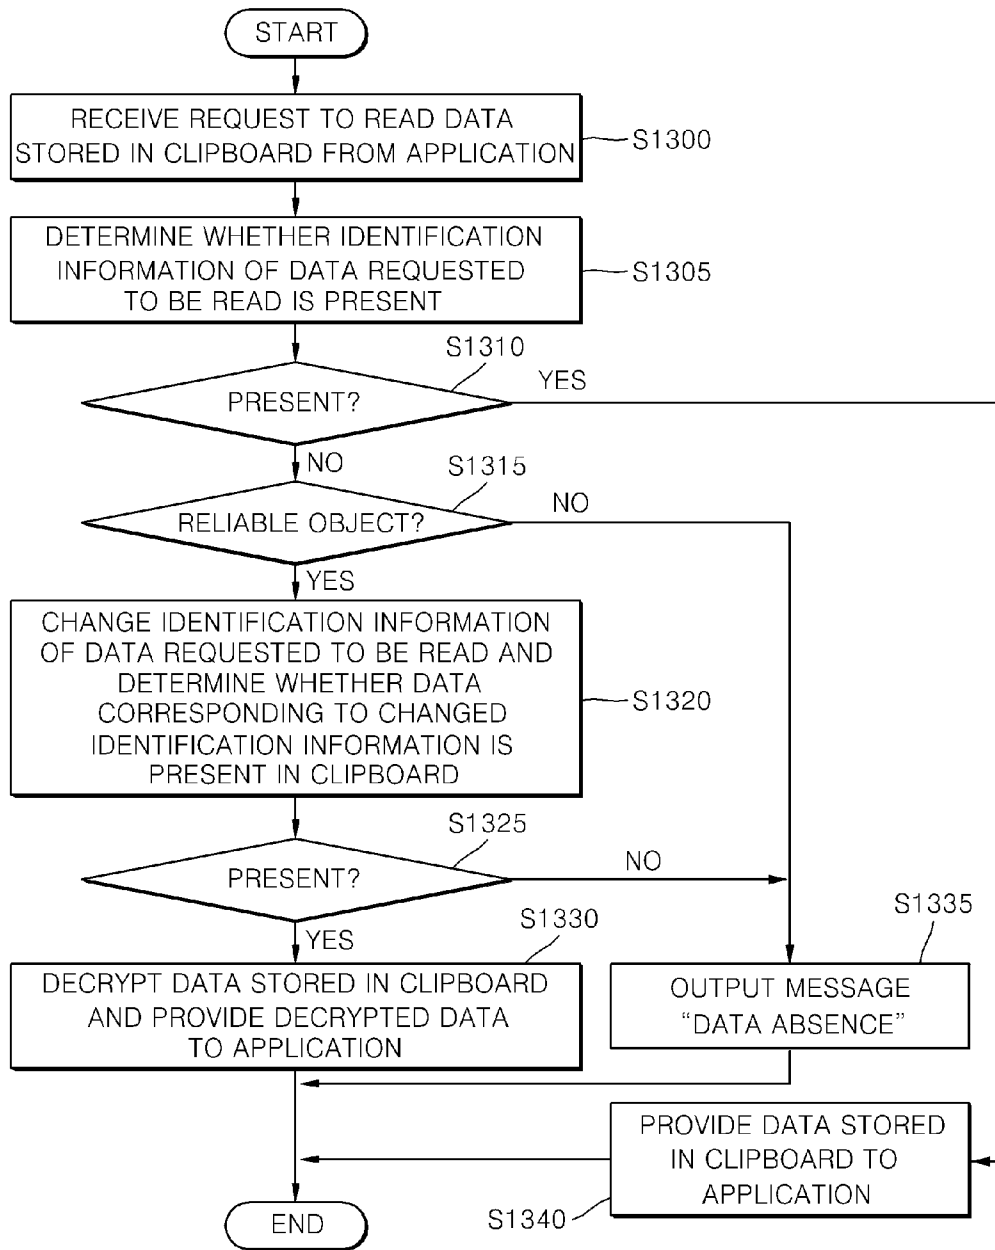 START
RECEIVE REQUEST TO READ DATA
STORED IN CLIPBOARD FROM APPLICATION
S1300
DETERMINE WHETHER IDENTIFICATION
INFORMATION OF DATA REQUESTED
TO BE READ IS PRESENT
S1305
S1310
PRESENT?
YES
NO
S1315
RELIABLE OBJECT?
NO
YES
CHANGE IDENTIFICATION INFORMATION
OF DATA REQUESTED TO BE READ AND
DETERMINE WHETHER DATA
CORRESPONDING TO CHANGED
IDENTIFICATION INFORMATION IS
PRESENT IN CLIPBOARD
S1320
S1325
PRESENT?
NO
YES
S1330
DECRYPT DATA STORED IN CLIPBOARD
AND PROVIDE DECRYPTED DATA
TO APPLICATION
S1335
OUTPUT MESSAGE
“DATA ABSENCE”
PROVIDE DATA STORED
IN CLIPBOARD TO
APPLICATION
S1340
END